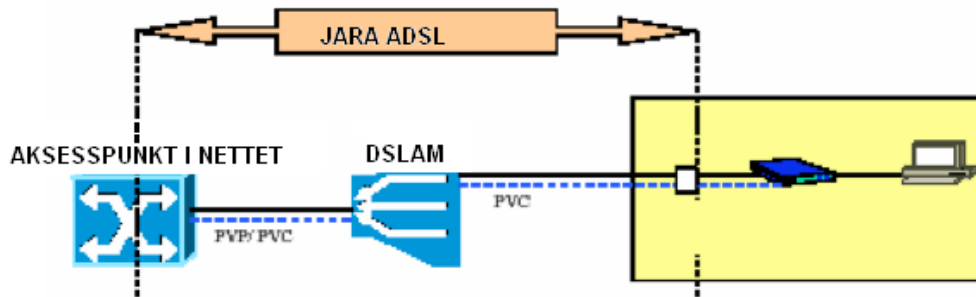 JARA ADSL
AKSESSPUNKT I NETTET
DSLAM
PVC
PVP/PVC